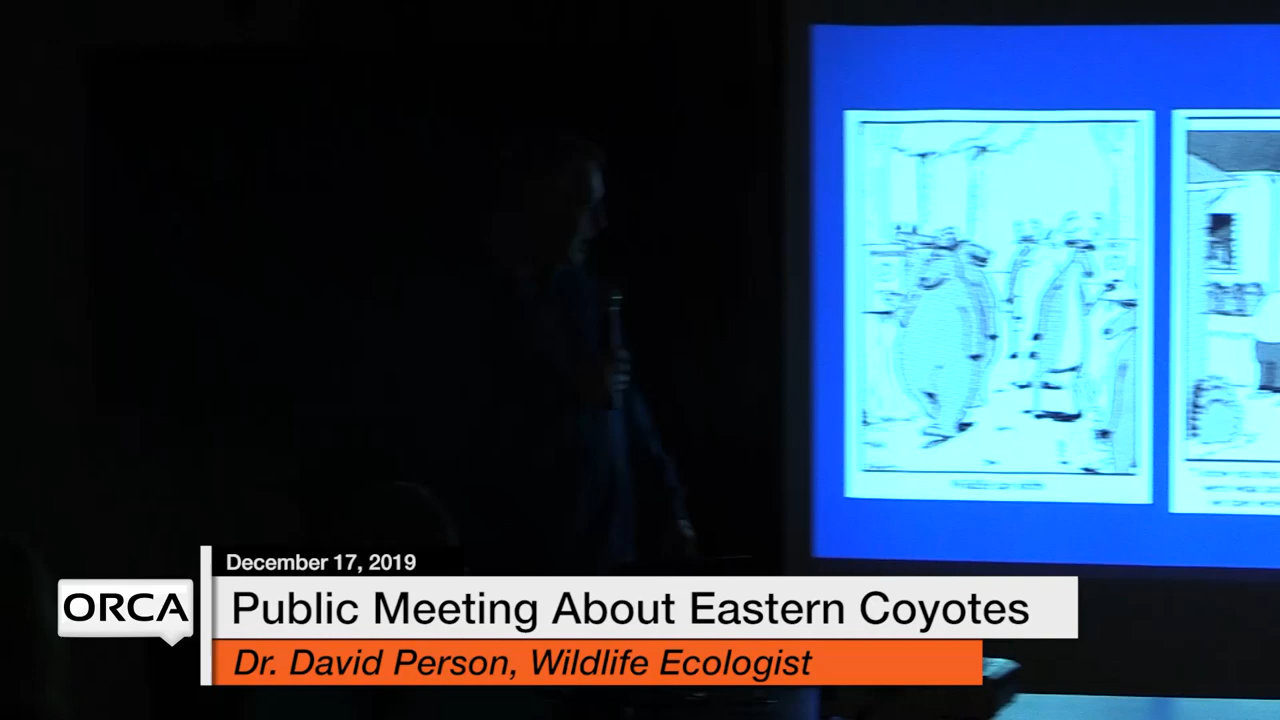 December 17, 2019
ORCA
Public Meeting About Eastern Coyotes
Dr. David Person, Wildlife Ecologist